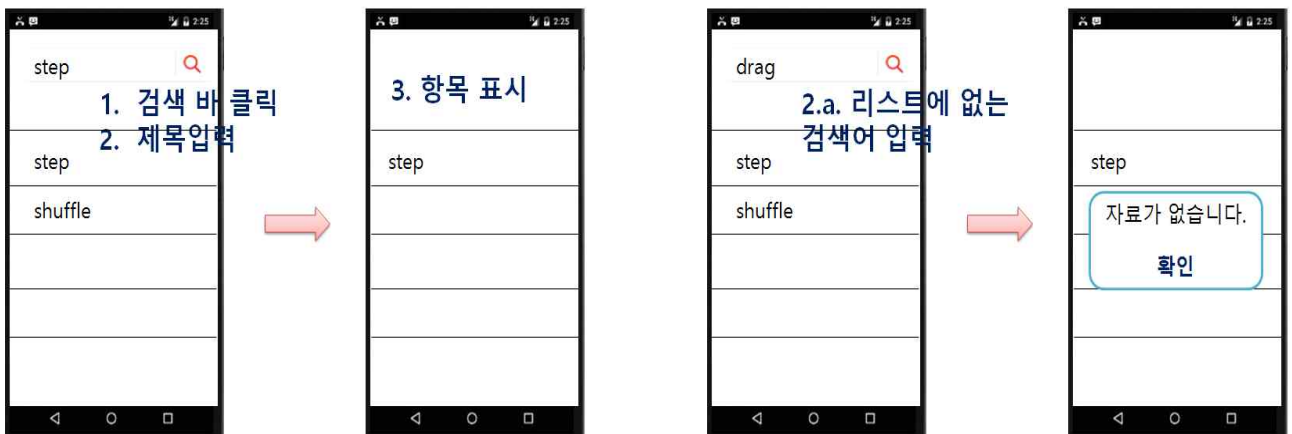 2:25
step
1. 검색 바 클릭
2. 제목입력
step
shuffle
2:25
3. 항목 표시
step
2:25
drag
2.a. 리스트에 없는
검색어 입력
step
shuffle
2:25
step
자료가 없습니다.
확인